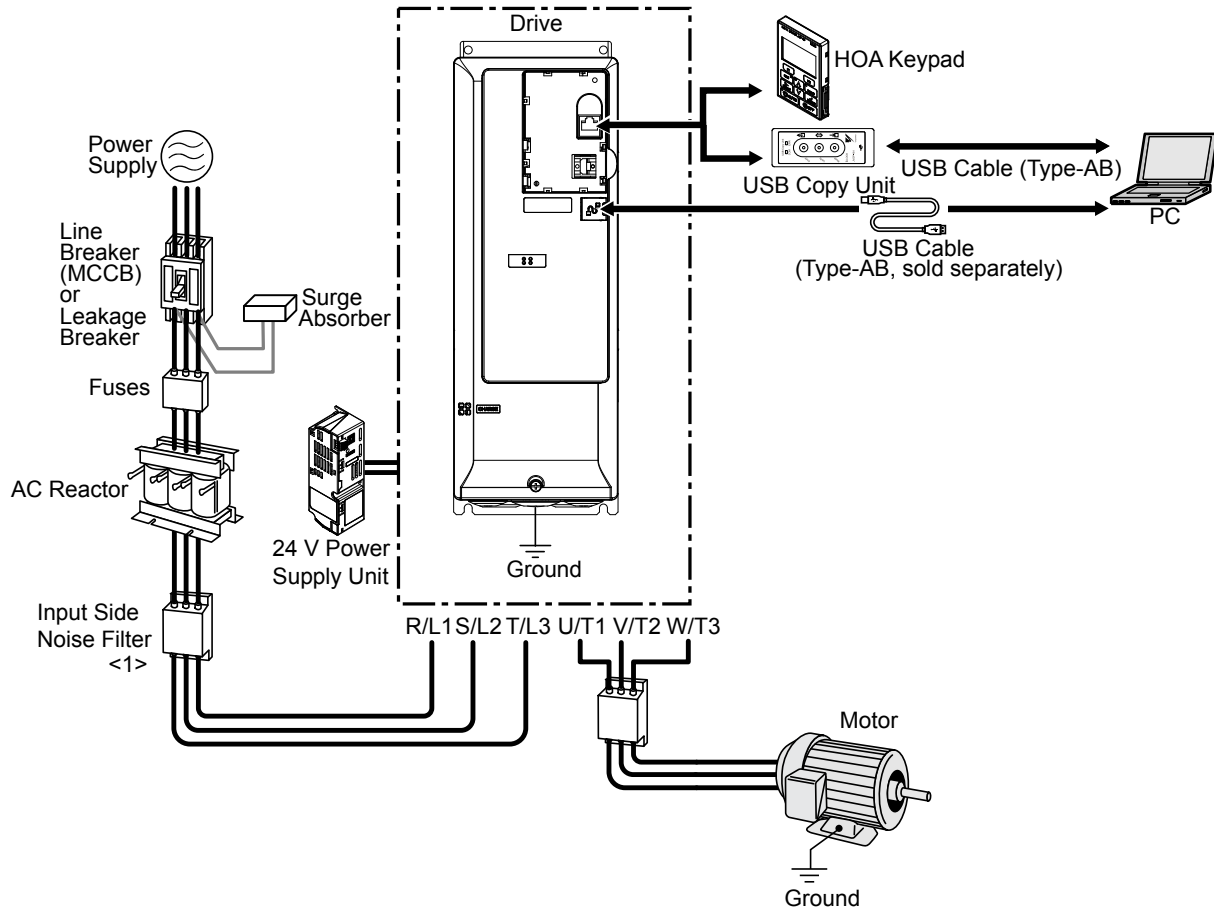 Drive
HOA Keypad
Power
Supply
USB Cable (Type-AB)
USB Copy Unit
PC
USB Cable
(Type-AB, sold separately)
Line
Breaker
(MCCB)
or
Leakage
Breaker
Surge
Absorber
Fuses
CHARGE
AC Reactor
24 V Power
Supply Unit
Ground
Input Side
Noise Filter
<1>
R/L1 S/L2 T/L3 U/T1 V/T2 W/T3
Motor
Ground